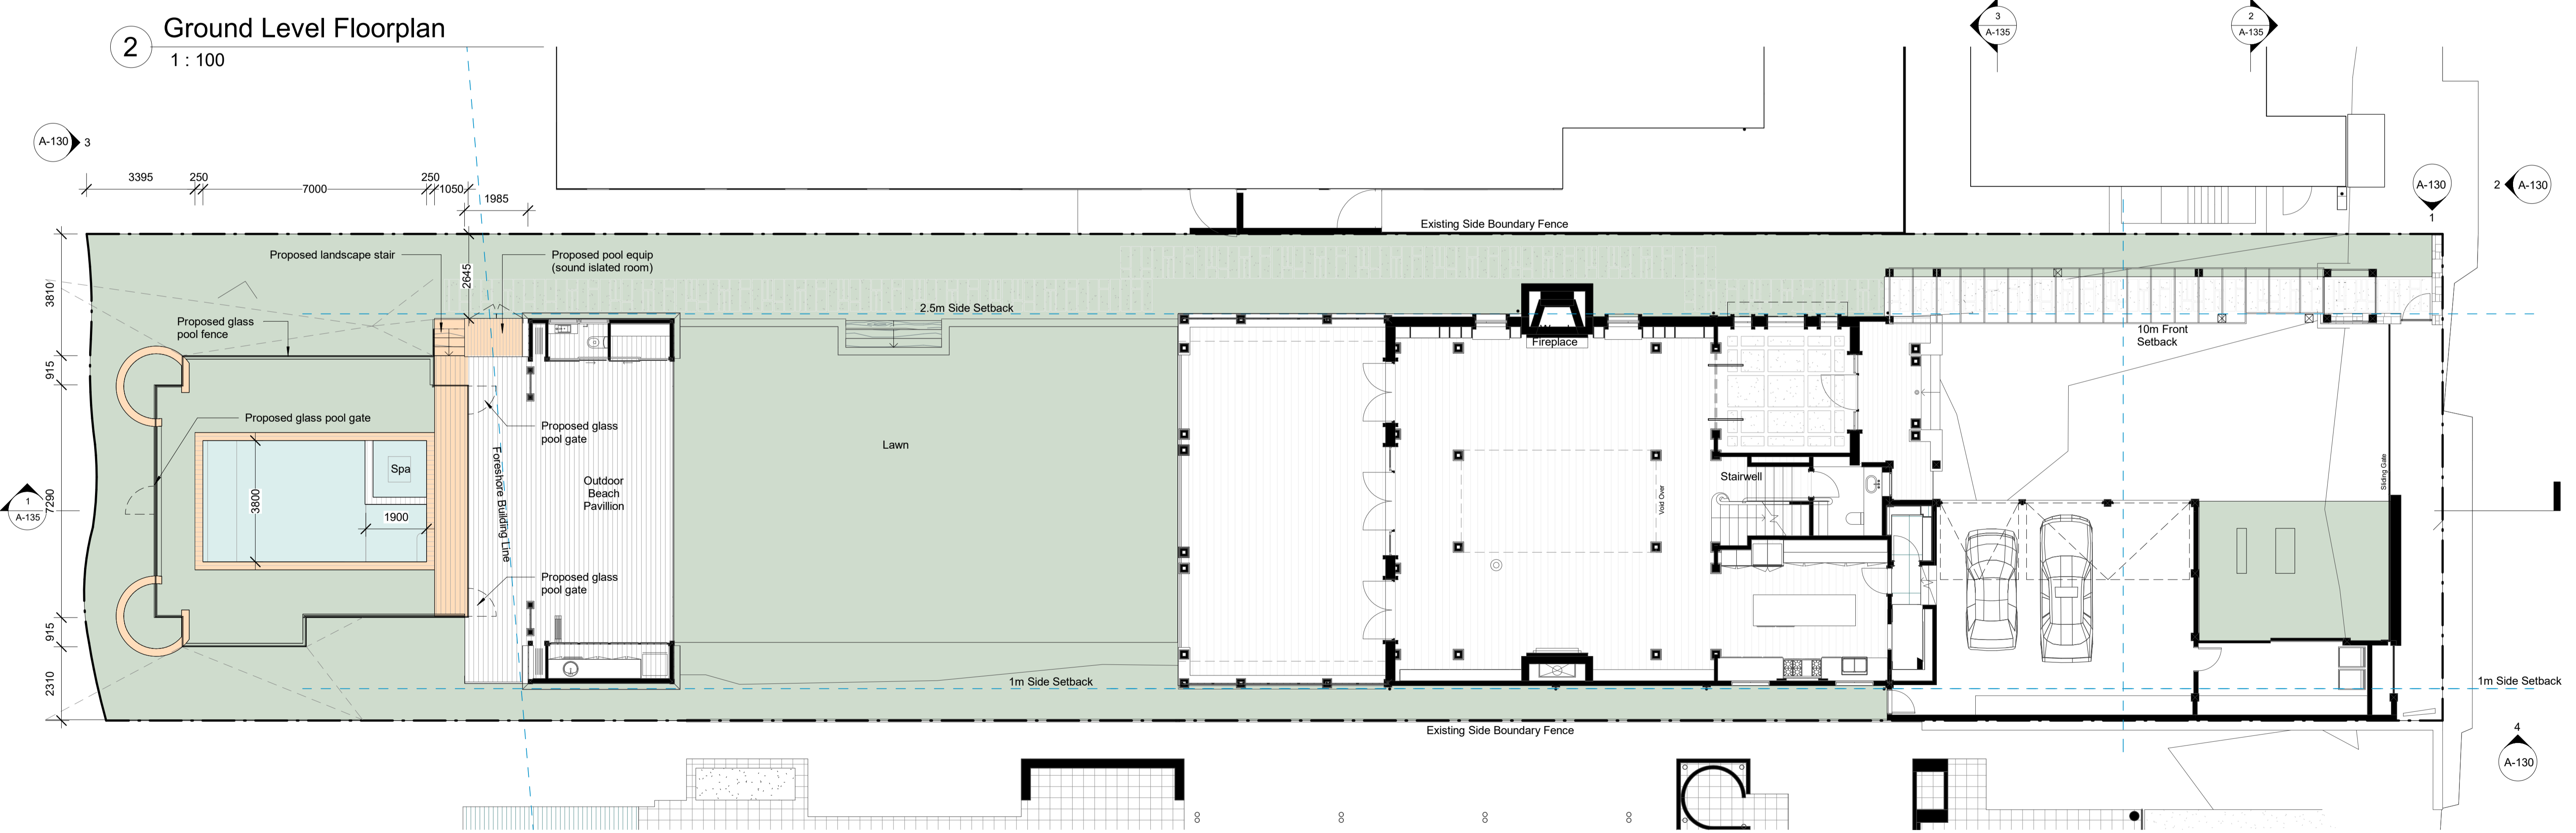 2
Ground Level Floorplan
1 : 100
3
A-135
2
A-135
A-130
3
A-130
1
2
A-130
3395
250
7000
250
1050
1985
Existing Side Boundary Fence
Proposed landscape stair
Proposed pool equip
(sound islated room)
2645
3810
2.5m Side Setback
Proposed glass
pool fence
10m Front
Setback
Fireplace
915
Proposed glass pool gate
Proposed glass
pool gate
Lawn
Foreshore Building Line
Spa
Outdoor
Beach
Pavillion
Stairwell
Void Over
Sliding Gate
1
A-135
7290
3800
1900
Proposed glass
pool gate
915
2310
1m Side Setback
1m Side Setback
Existing Side Boundary Fence
4
A-130